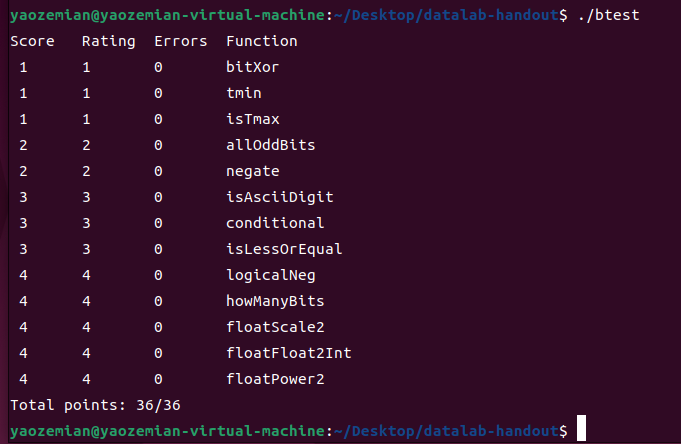 yaozemian@yaozemian-virtual-machine:~/Desktop/datalab-handout$ ./btest
Score Rating Errors Function
1 1 0 bitXor
1 1 0 tmin
1 1 0 isTmax
2 2 0 allOddBits
2 2 0 negate
3 3 0 isAsciiDigit
3 3 0 conditional
3 3 0 isLessOrEqual
4 4 0 logicalNeg
4 4 0 howManyBits
4 4 0 floatScale2
4 4 0 floatFloat2Int
4 4 0 floatPower2
Total points: 36/36
yaozemian@yaozemian-virtual-machine:~/Desktop/datalab-handout$